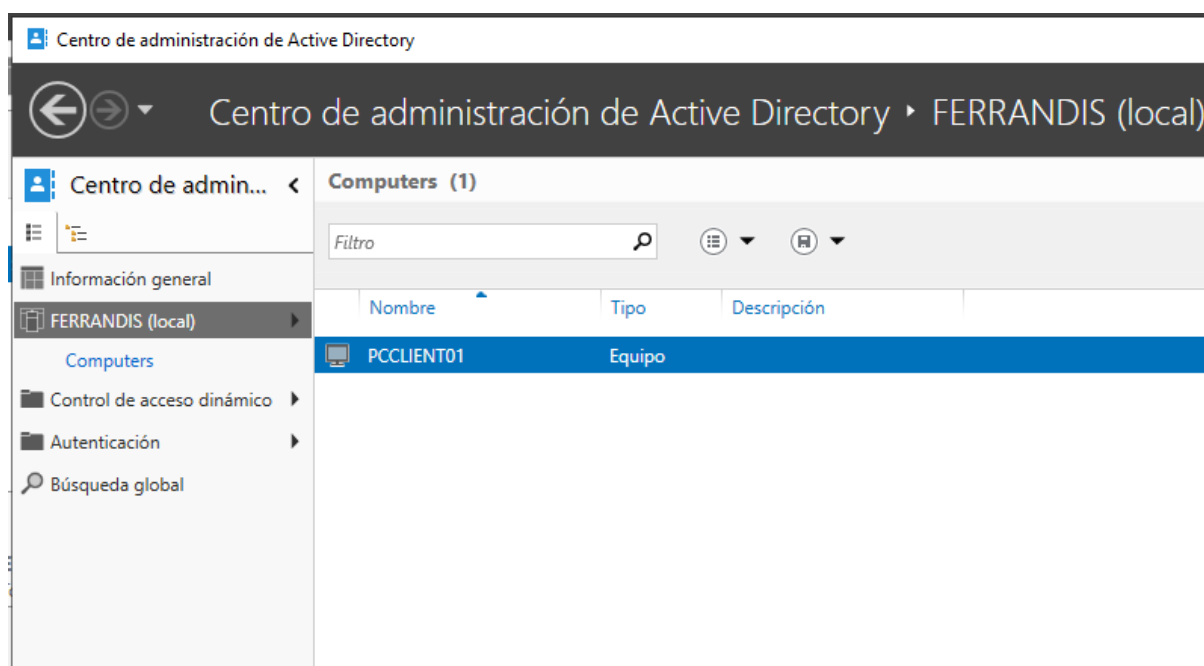 Centro de administración de Active Directory
Centro de administración de Active Directory ‣ FERRANDIS (local)
Centro de admin...
Computers (1)
Filtro
Información general
FERRANDIS (local)
Computers
Control de acceso dinámico
Autenticación
Búsqueda global
Nombre Tipo Descripción
PCCLIENT01 Equipo